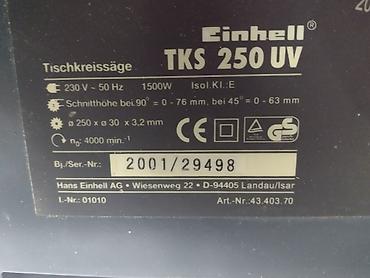 20
Einhell®
TKS 250 UV
Tischkreissäge
230 V ~ 50 Hz 1500W Isol.Kl.:E
Schnitthöhe bei 90° = 0 - 76 mm, bei 45° = 0 - 63 mm
ø 250 x ø 30 x 3,2 mm
n₀: 4000 min.⁻¹
Bj./Ser.-Nr.: 2001/29498
Hans Einhell AG • Wiesenweg 22 • D-94405 Landau/Isar
I.-Nr.: 01010 Art.-Nr.: 43.403.70